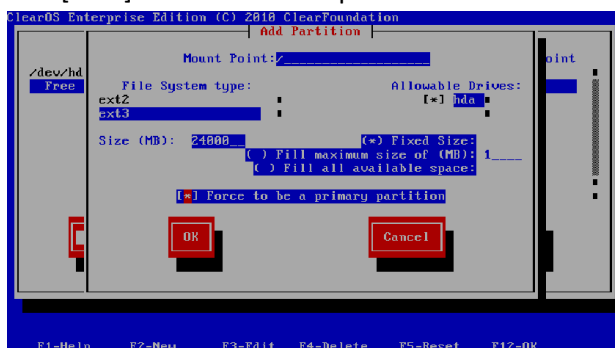 ClearOS Enterprise Edition (C) 2010 ClearFoundation
Add Partition
Mount Point:/
/dev/hd
oint
Free
File System type:
Allowable Drives:
ext2
[*] hda
ext3
Size (MB): 24000
(*) Fixed Size:
( ) Fill maximum size of (MB): 1
( ) Fill all available space:
[*] Force to be a primary partition
OK
Cancel
F1-Help F2-New F3-Edit F4-Delete F5-Reset F12-OK